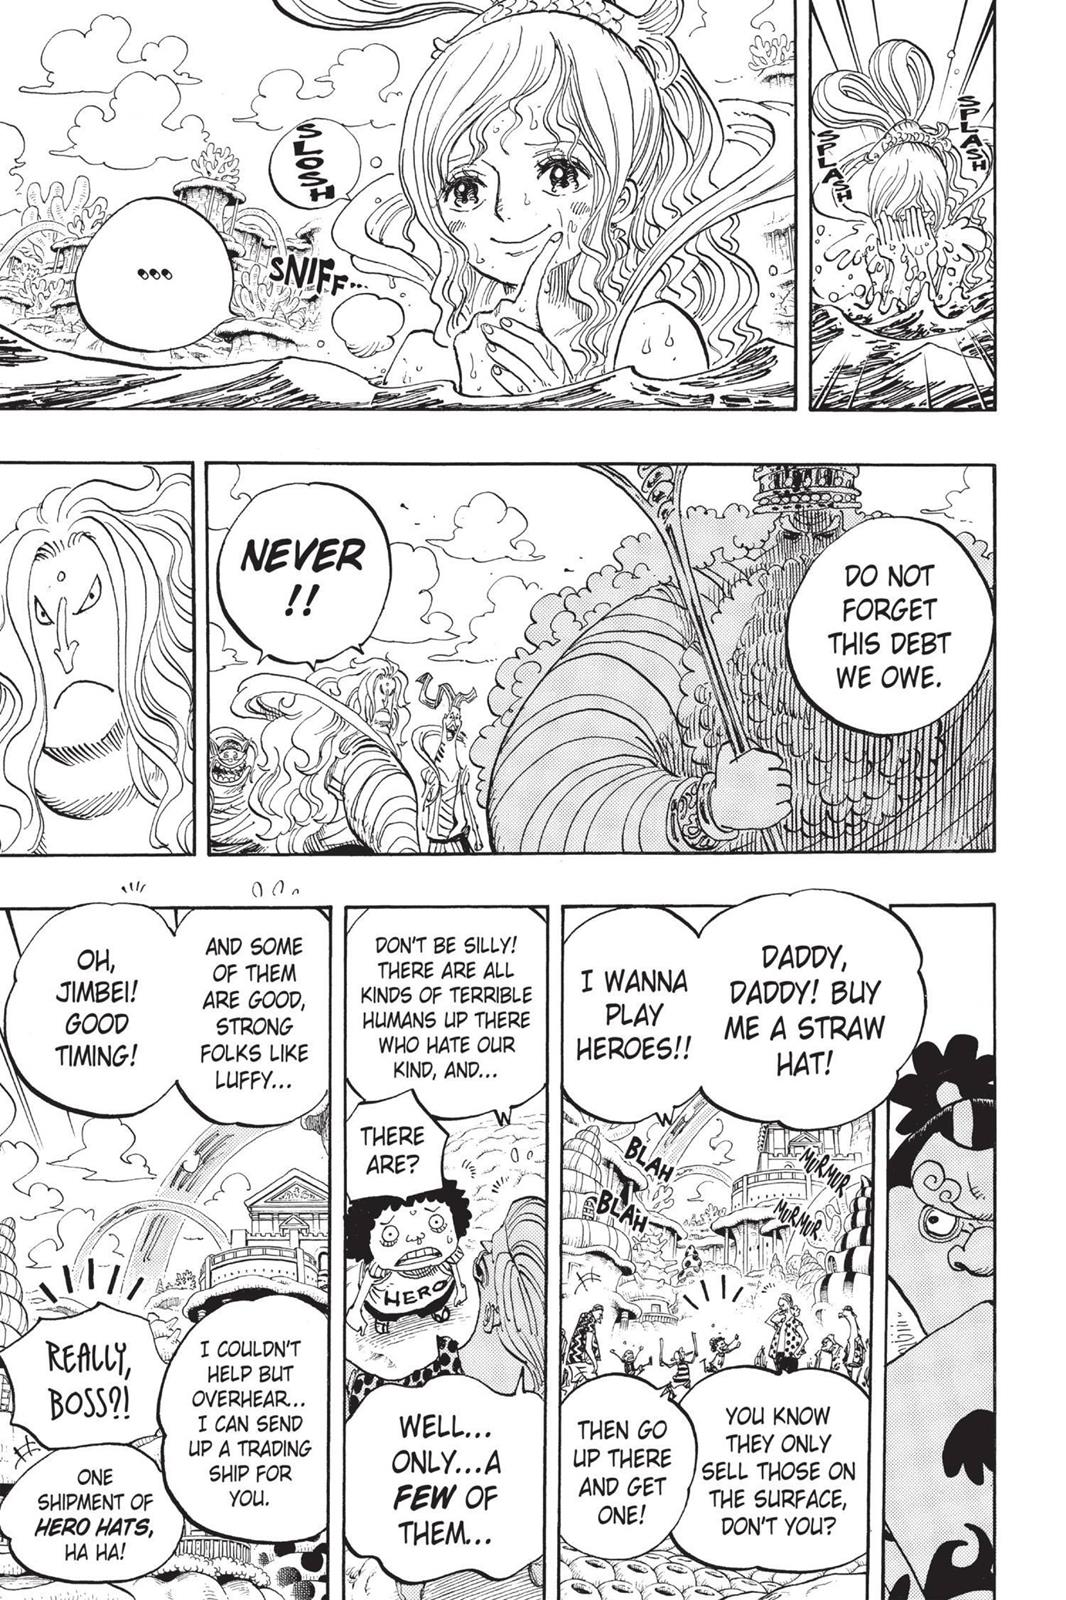 SPLASH
SPLASH
SLOSH
SNIFF...
...
DO NOT
FORGET
THIS DEBT
WE OWE.
NEVER
!!
DADDY,
DADDY! BUY
ME A STRAW
HAT!
I WANNA
PLAY
HEROES!!
MURMUR
MURMUR
BLAH
BLAH
YOU KNOW
THEY ONLY
SELL THOSE ON
THE SURFACE,
DON'T YOU?
THEN GO
UP THERE
AND GET
ONE!
DON'T BE SILLY!
THERE ARE ALL
KINDS OF TERRIBLE
HUMANS UP THERE
WHO HATE OUR
KIND, AND...
THERE
ARE?
HERO
WELL...
ONLY...A
FEW OF
THEM...
AND SOME
OF THEM
ARE GOOD,
STRONG
FOLKS LIKE
LUFFY...
OH,
JIMBEI!
GOOD
TIMING!
I COULDN'T
HELP BUT
OVERHEAR...
I CAN SEND
UP A TRADING
SHIP FOR
YOU.
REALLY,
BOSS?!
ONE
SHIPMENT OF
HERO HATS,
HA HA!